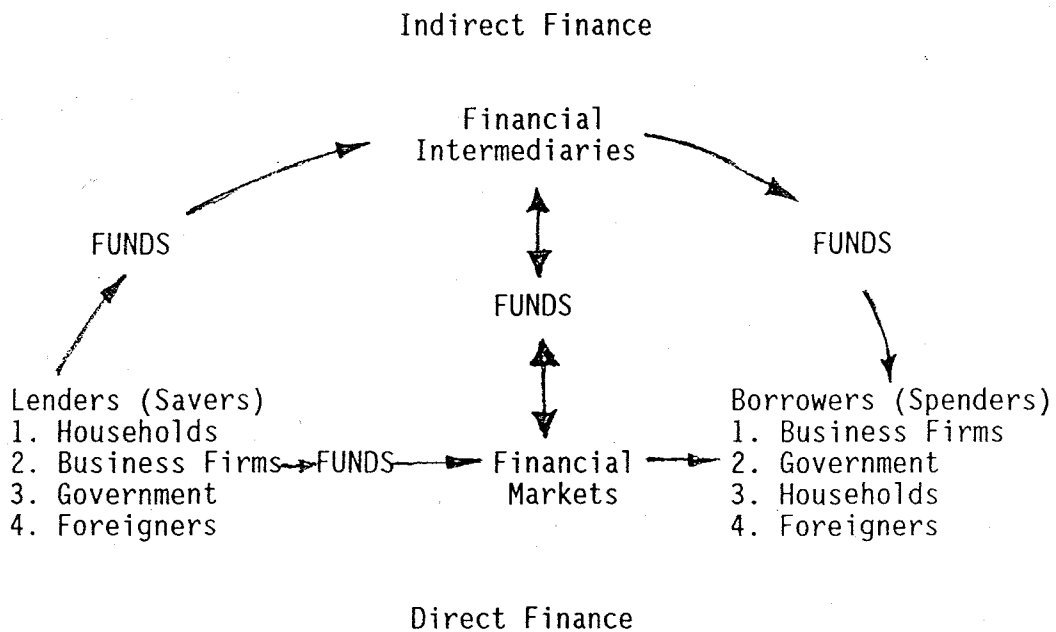 Indirect Finance
Financial
Intermediaries
FUNDS
FUNDS
FUNDS
Lenders (Savers)
1. Households
2. Business Firms
3. Government
4. Foreigners
FUNDS
Financial
Markets
Borrowers (Spenders)
1. Business Firms
2. Government
3. Households
4. Foreigners
Direct Finance